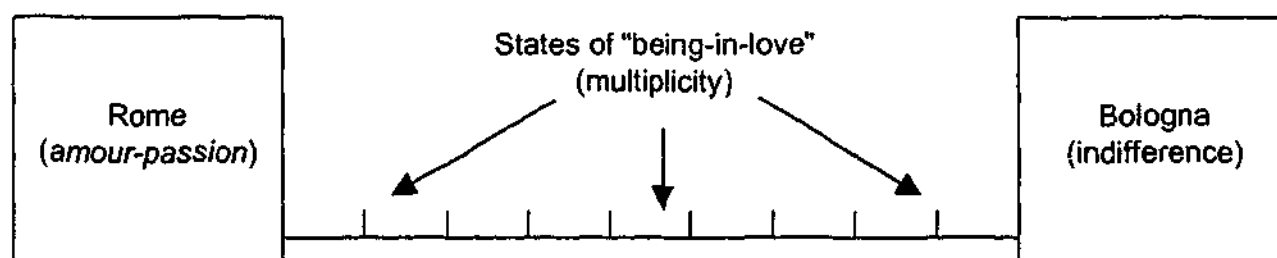 States of "being-in-love"
(multiplicity)
Rome
(amour-passion)
Bologna
(indifference)